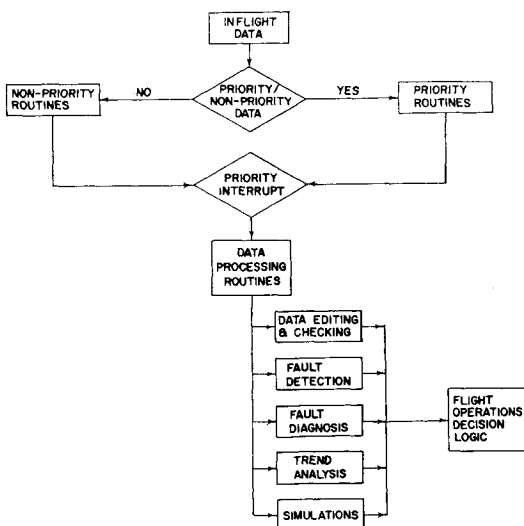 INFLIGHT
DATA
PRIORITY/
NON-PRIORITY
DATA
NO
YES
NON-PRIORITY
ROUTINES
PRIORITY
ROUTINES
PRIORITY
INTERRUPT
DATA
PROCESSING
ROUTINES
DATA EDITING
& CHECKING
FAULT
DETECTION
FAULT
DIAGNOSIS
TREND
ANALYSIS
SIMULATIONS
FLIGHT
OPERATIONS
DECISION
LOGIC